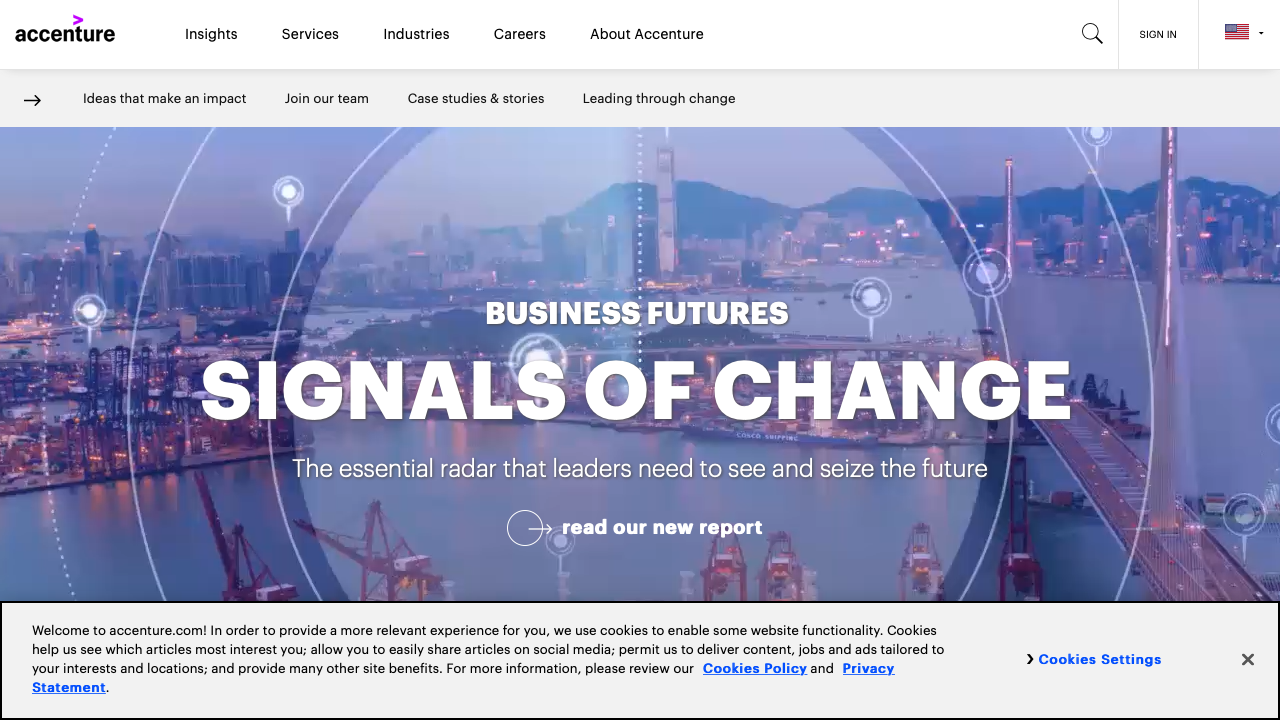 accenture
Insights
Services
Industries
Careers
About Accenture
SIGN IN
Ideas that make an impact
Join our team
Case studies & stories
Leading through change
BUSINESS FUTURES
SIGNALS OF CHANGE
COSCO SHIPPING
The essential radar that leaders need to see and seize the future
read our new report
Welcome to accenture.com! In order to provide a more relevant experience for you, we use cookies to enable some website functionality. Cookies
help us see which articles most interest you; allow you to easily share articles on social media; permit us to deliver content, jobs and ads tailored to
your interests and locations; and provide many other site benefits. For more information, please review our Cookies Policy and Privacy
Statement.
Cookies Settings